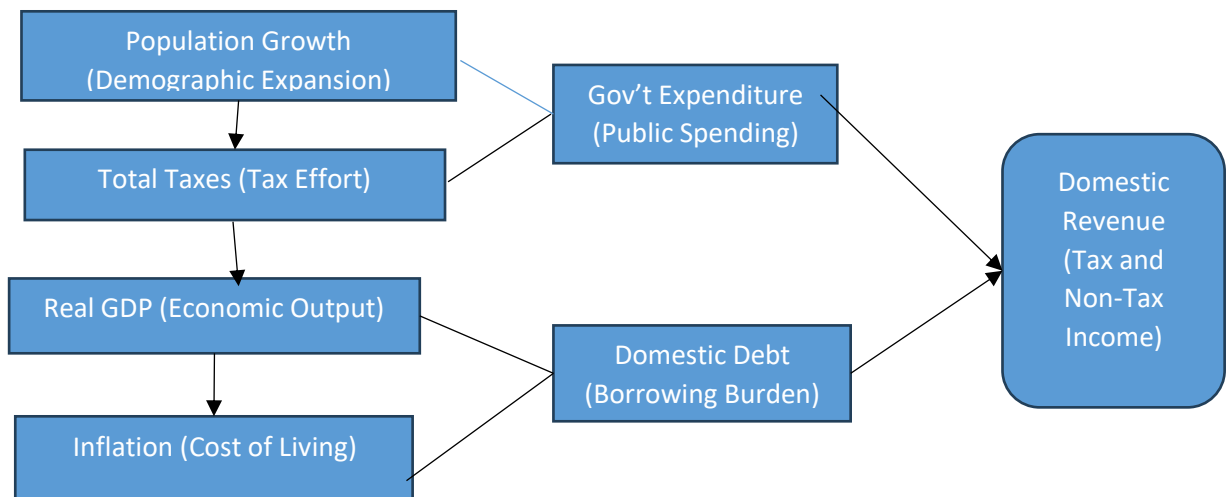 Population Growth
(Demographic Expansion)
Total Taxes (Tax Effort)
Real GDP (Economic Output)
Inflation (Cost of Living)
Gov’t Expenditure
(Public Spending)
Domestic Debt
(Borrowing Burden)
Domestic
Revenue
(Tax and
Non-Tax
Income)